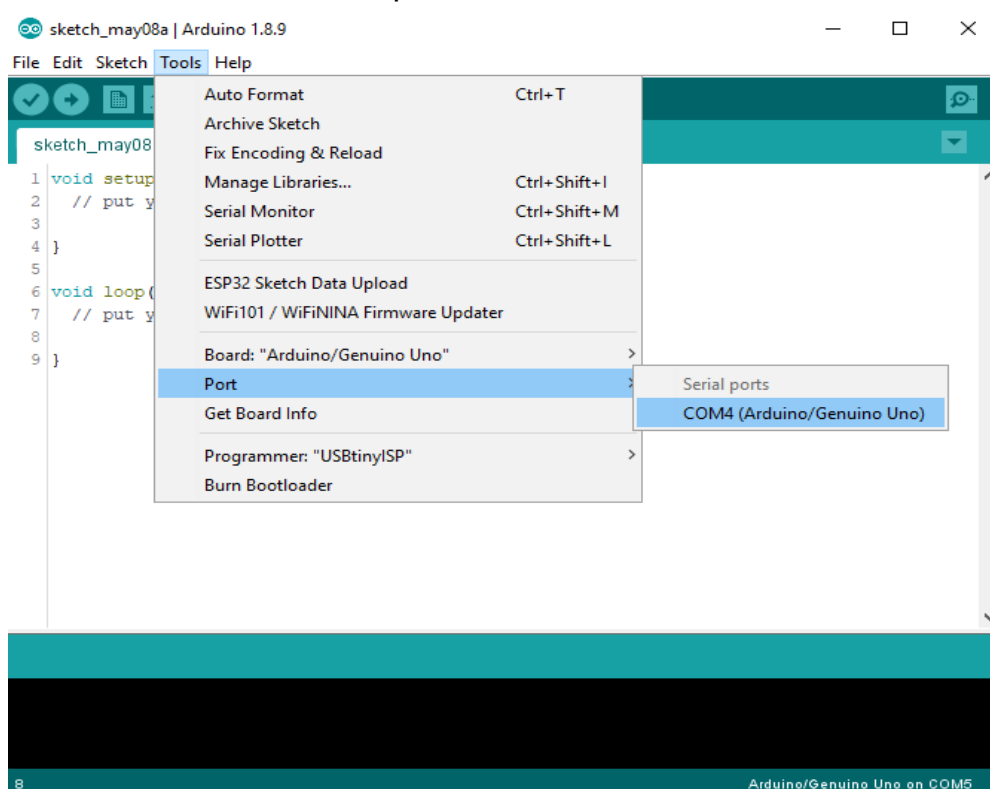 sketch_may08a | Arduino 1.8.9
File Edit Sketch Tools Help
sketch_may08
1 void setup
2 // put y
3
4 }
5
6 void loop(
7 // put y
8
9 }
Auto Format Ctrl+T
Archive Sketch
Fix Encoding & Reload
Manage Libraries... Ctrl+Shift+I
Serial Monitor Ctrl+Shift+M
Serial Plotter Ctrl+Shift+L
ESP32 Sketch Data Upload
WiFi101 / WiFiNINA Firmware Updater
Board: "Arduino/Genuino Uno"
Port
Get Board Info
Programmer: "USBtinyISP"
Burn Bootloader
Serial ports
COM4 (Arduino/Genuino Uno)
8 Arduino/Genuino Uno on COM5